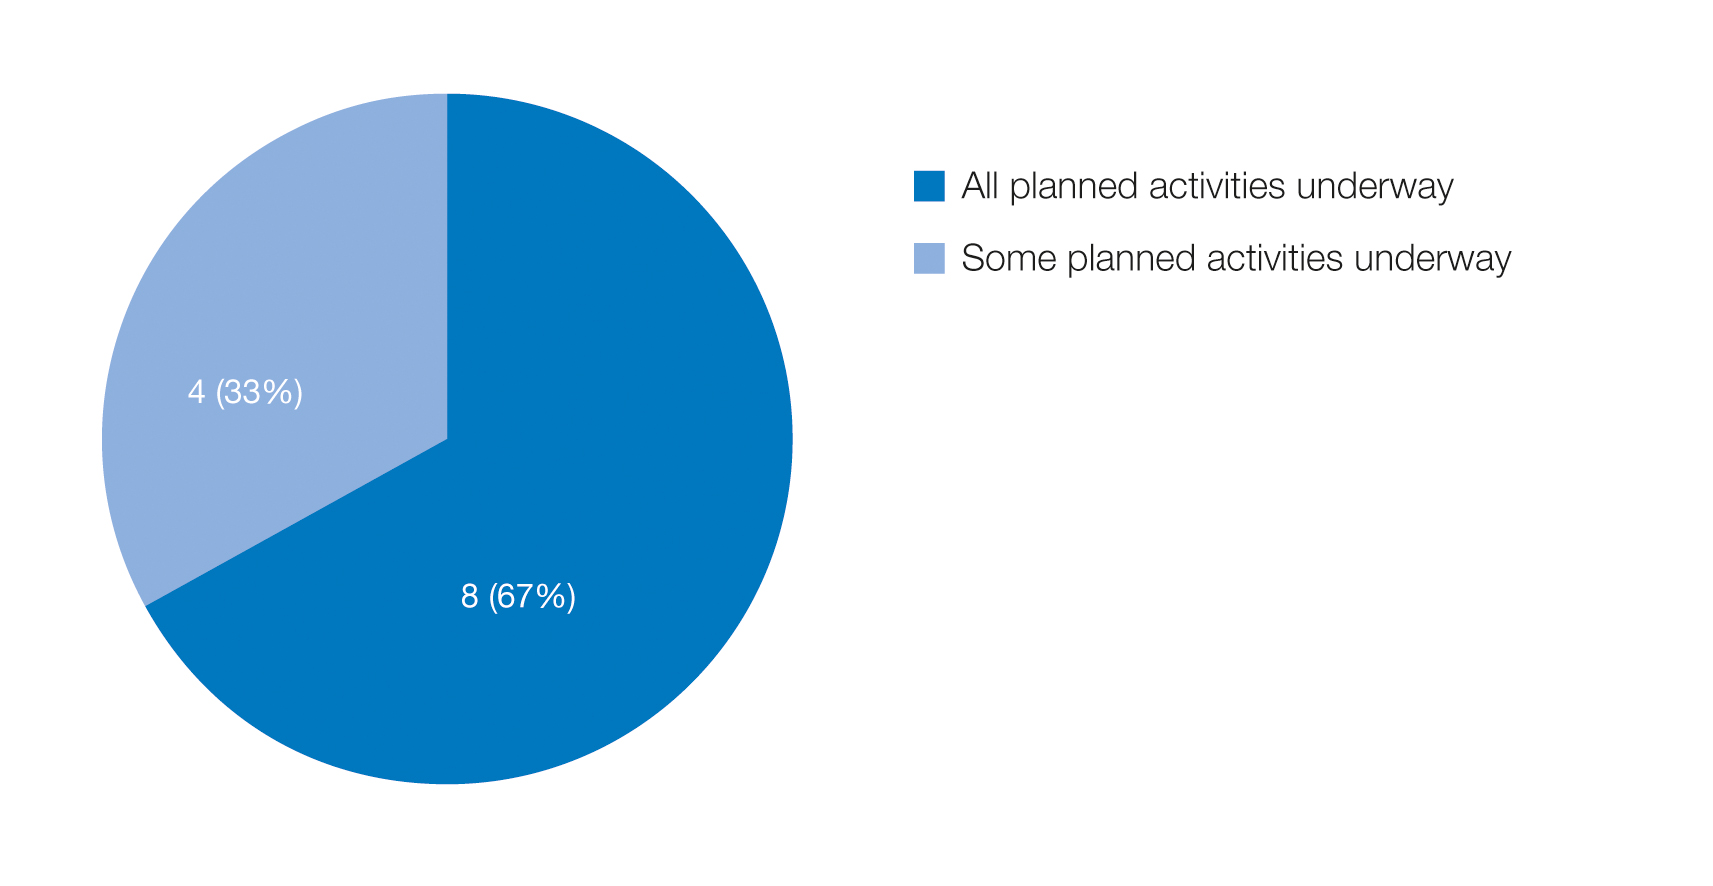 All planned activities underway
Some planned activities underway
4 (33%)
8 (67%)